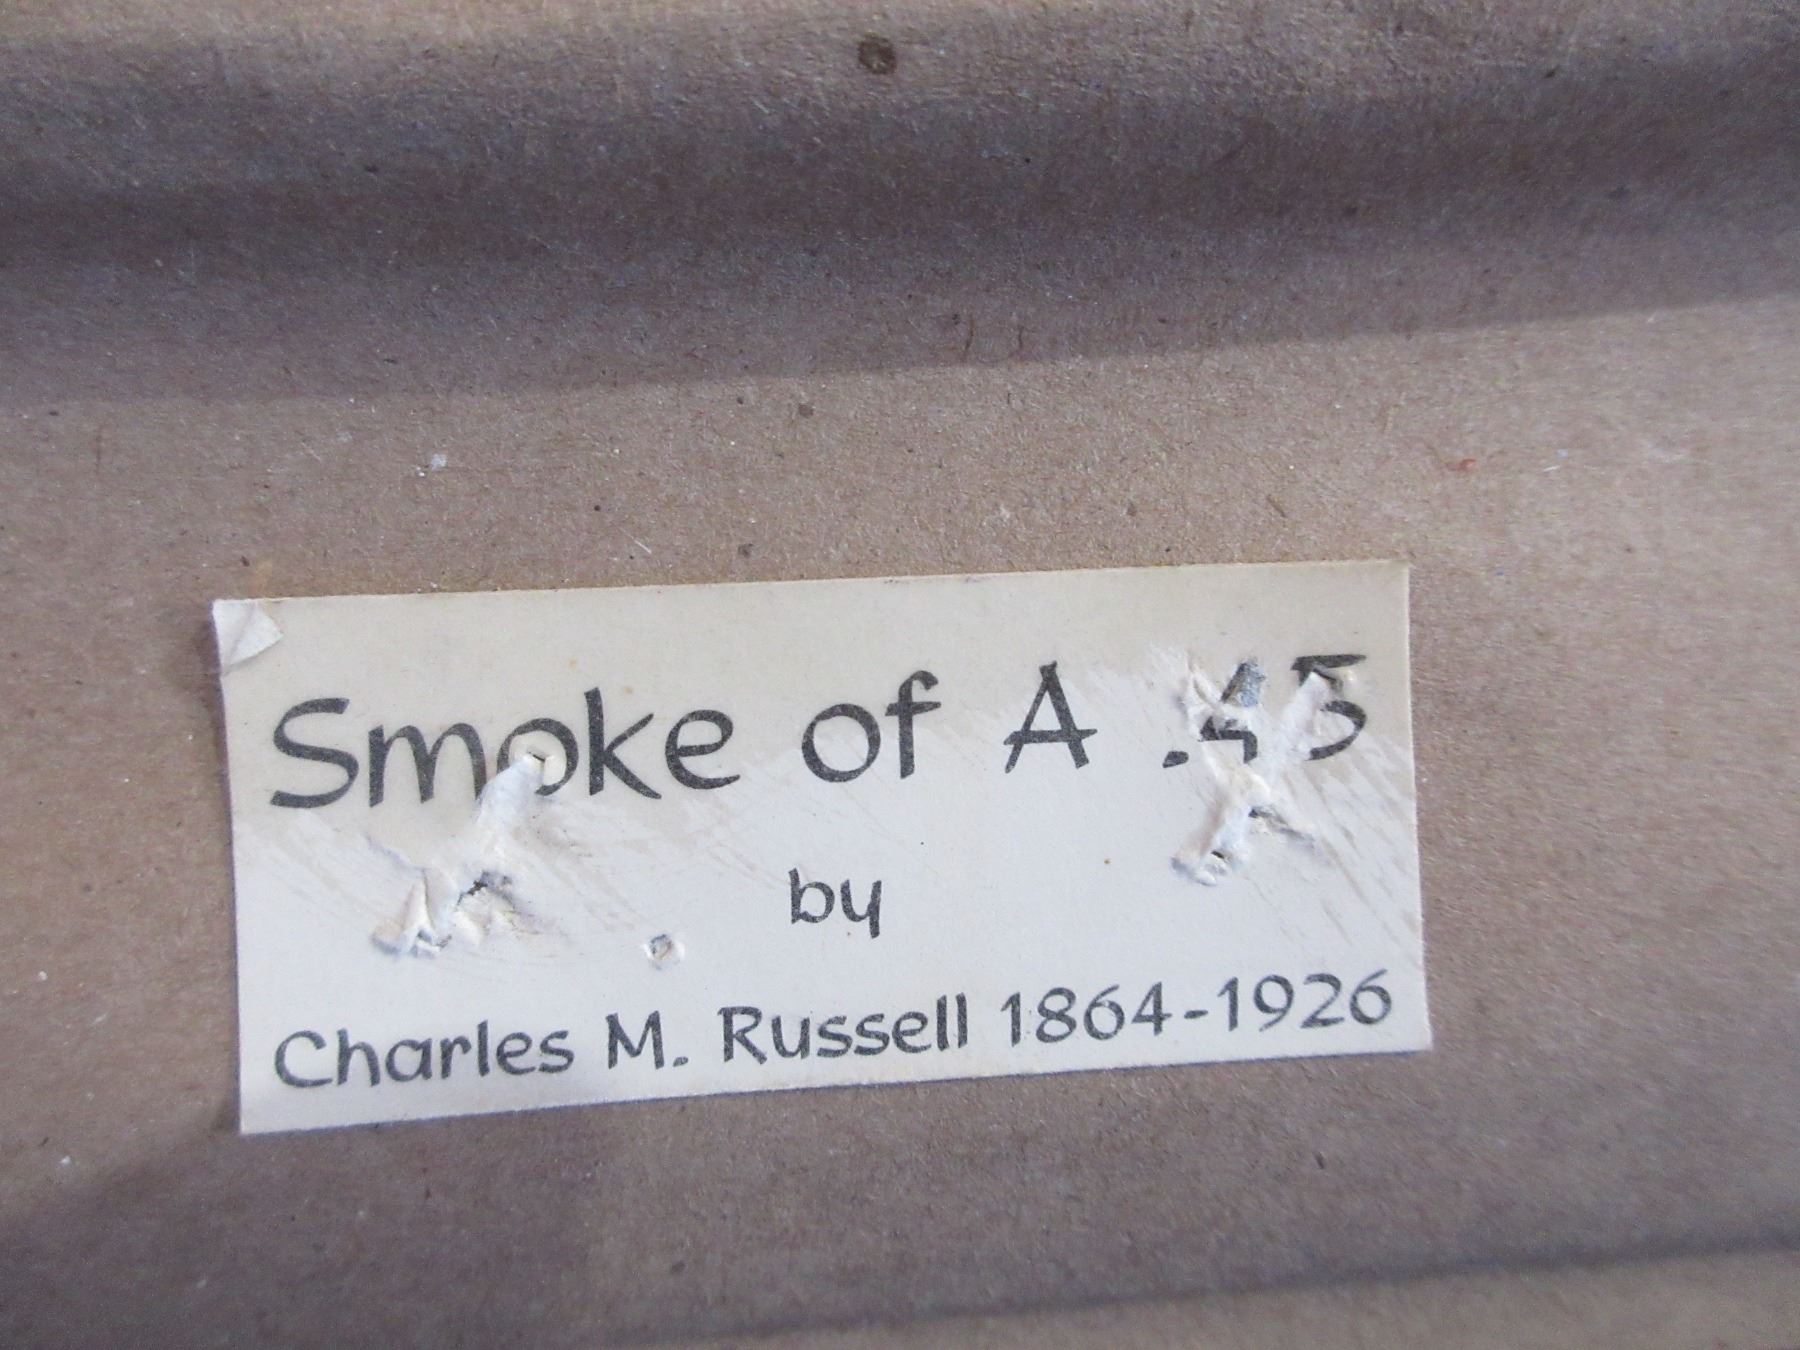 Smoke of A .45
by
Charles M. Russell 1864-1926